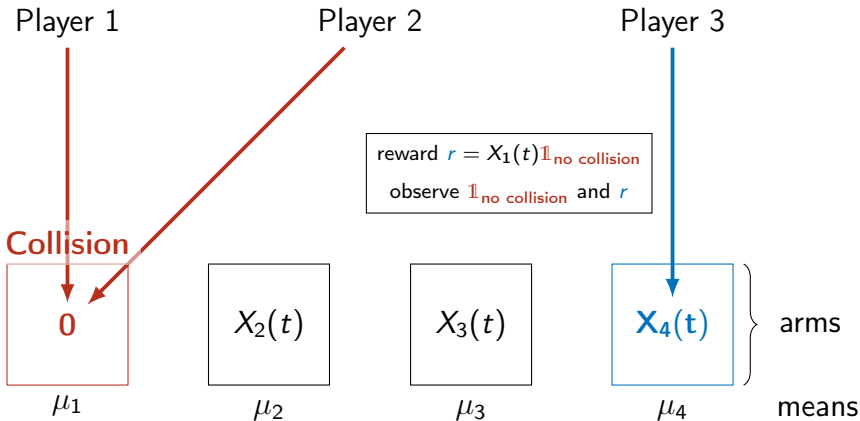 Player 1 Player 2 Player 3
reward r = X₁(t)𝟙no collision
observe 𝟙no collision and r
Collision
0 X₂(t) X₃(t) X₄(t) arms
μ₁ μ₂ μ₃ μ₄ means